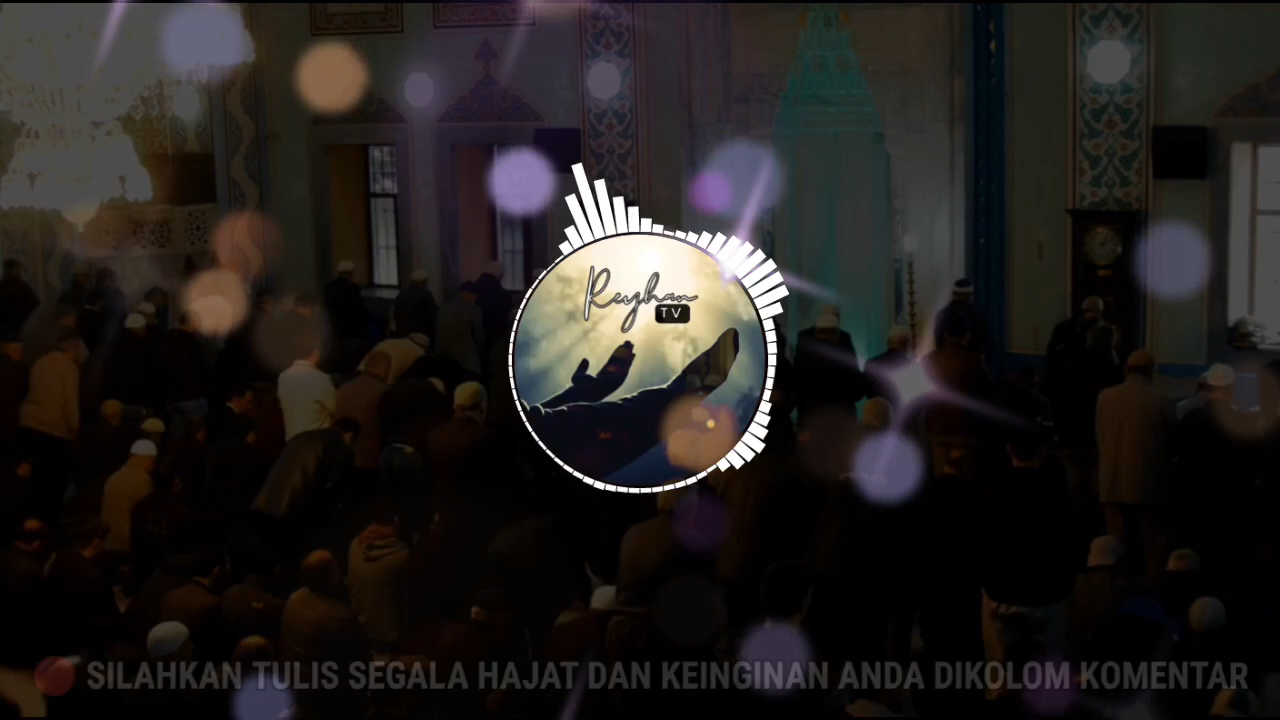 Reyhan
TV
SILAHKAN TULIS SEGALA HAJAT DAN KEINGINAN ANDA DIKOLOM KOMENTAR